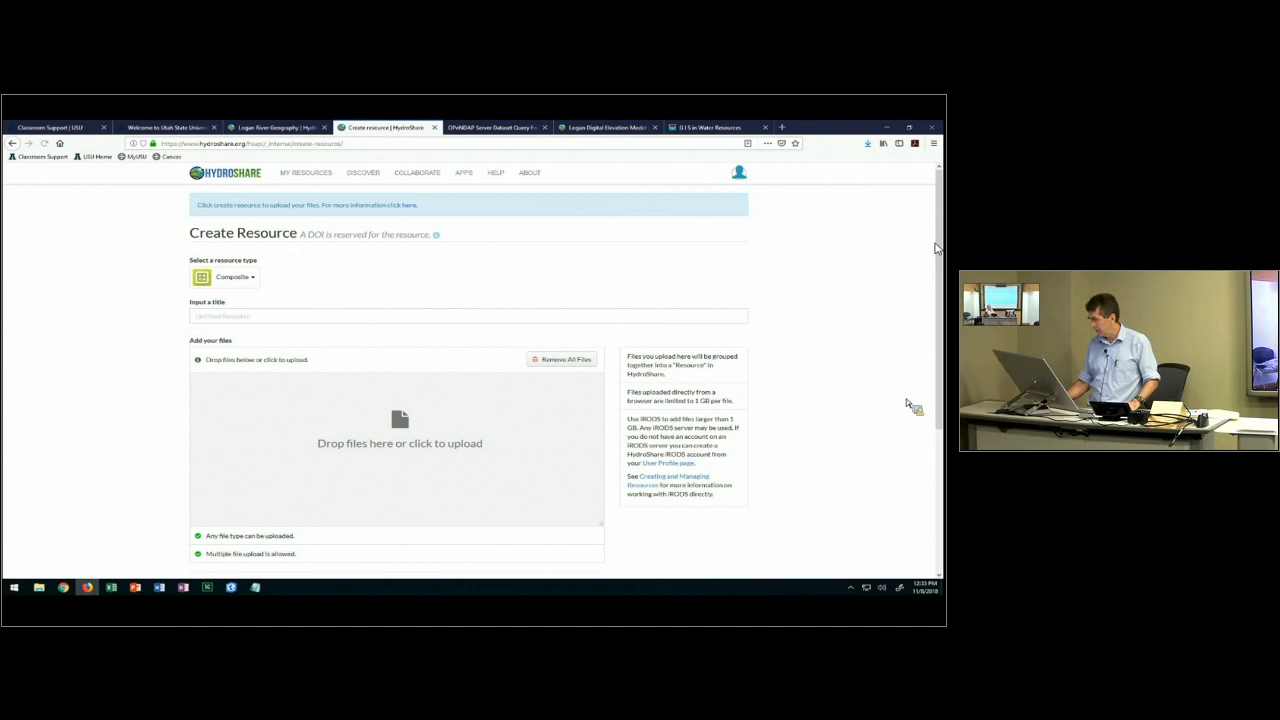 Classroom Support | USU
Welcome to Utah State Univers
Logan River Geography | Hydro
Create resource | HydroShare
OPeNDAP Server Dataset Query Fo
Logan Digital Elevation Model
G I S in Water Resources
https://www.hydroshare.org/hsapi/_internal/create-resource/
Classroom Support
USU Home
MyUSU
Canvas
HYDROSHARE
MY RESOURCES
DISCOVER
COLLABORATE
APPS
HELP
ABOUT
Click create resource to upload your files. For more information click here.
Create Resource A DOI is reserved for the resource.
Select a resource type
Composite
Input a title
Untitled Resource
Add your files
Drop files below or click to upload.
Remove All Files
Drop files here or click to upload
Any file type can be uploaded.
Multiple file upload is allowed.
Files you upload here will be grouped
together into a "Resource" in
HydroShare.
Files uploaded directly from a
browser are limited to 1 GB per file.
Use iRODS to add files larger than 1
GB. Any iRODS server may be used. If
you do not have an account on an
iRODS server you can create a
HydroShare iRODS account from
your User Profile page.
See Creating and Managing
Resources for more information on
working with iRODS directly.
12:33 PM
11/8/2018